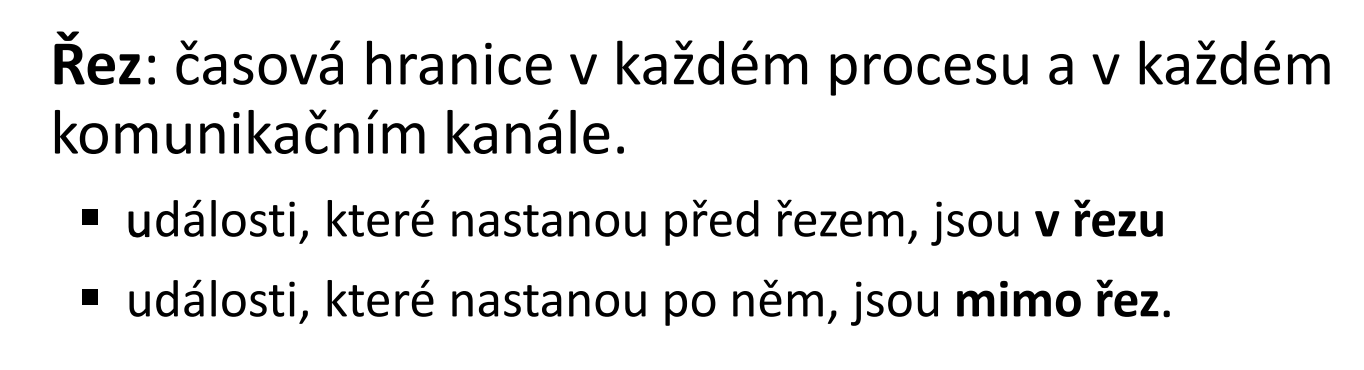 Řez: časová hranice v každém procesu a v každém
komunikačním kanále.
▪ události, které nastanou před řezem, jsou v řezu
▪ události, které nastanou po něm, jsou mimo řez.